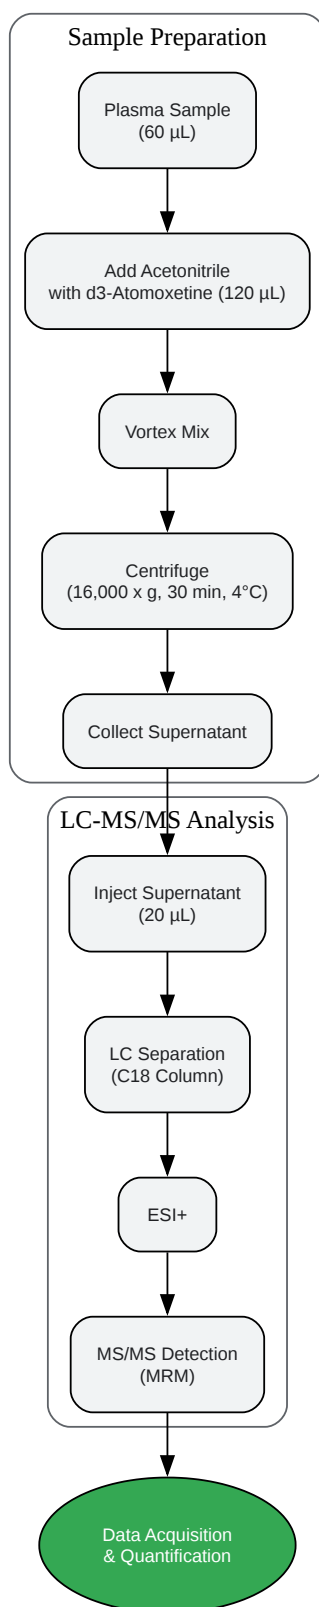 Sample Preparation
Plasma Sample
(60 µL)
Add Acetonitrile
with d3-Atomoxetine (120 µL)
Vortex Mix
Centrifuge
(16,000 x g, 30 min, 4°C)
Collect Supernatant
LC-MS/MS Analysis
Inject Supernatant
(20 µL)
LC Separation
(C18 Column)
ESI+
MS/MS Detection
(MRM)
Data Acquisition
& Quantification